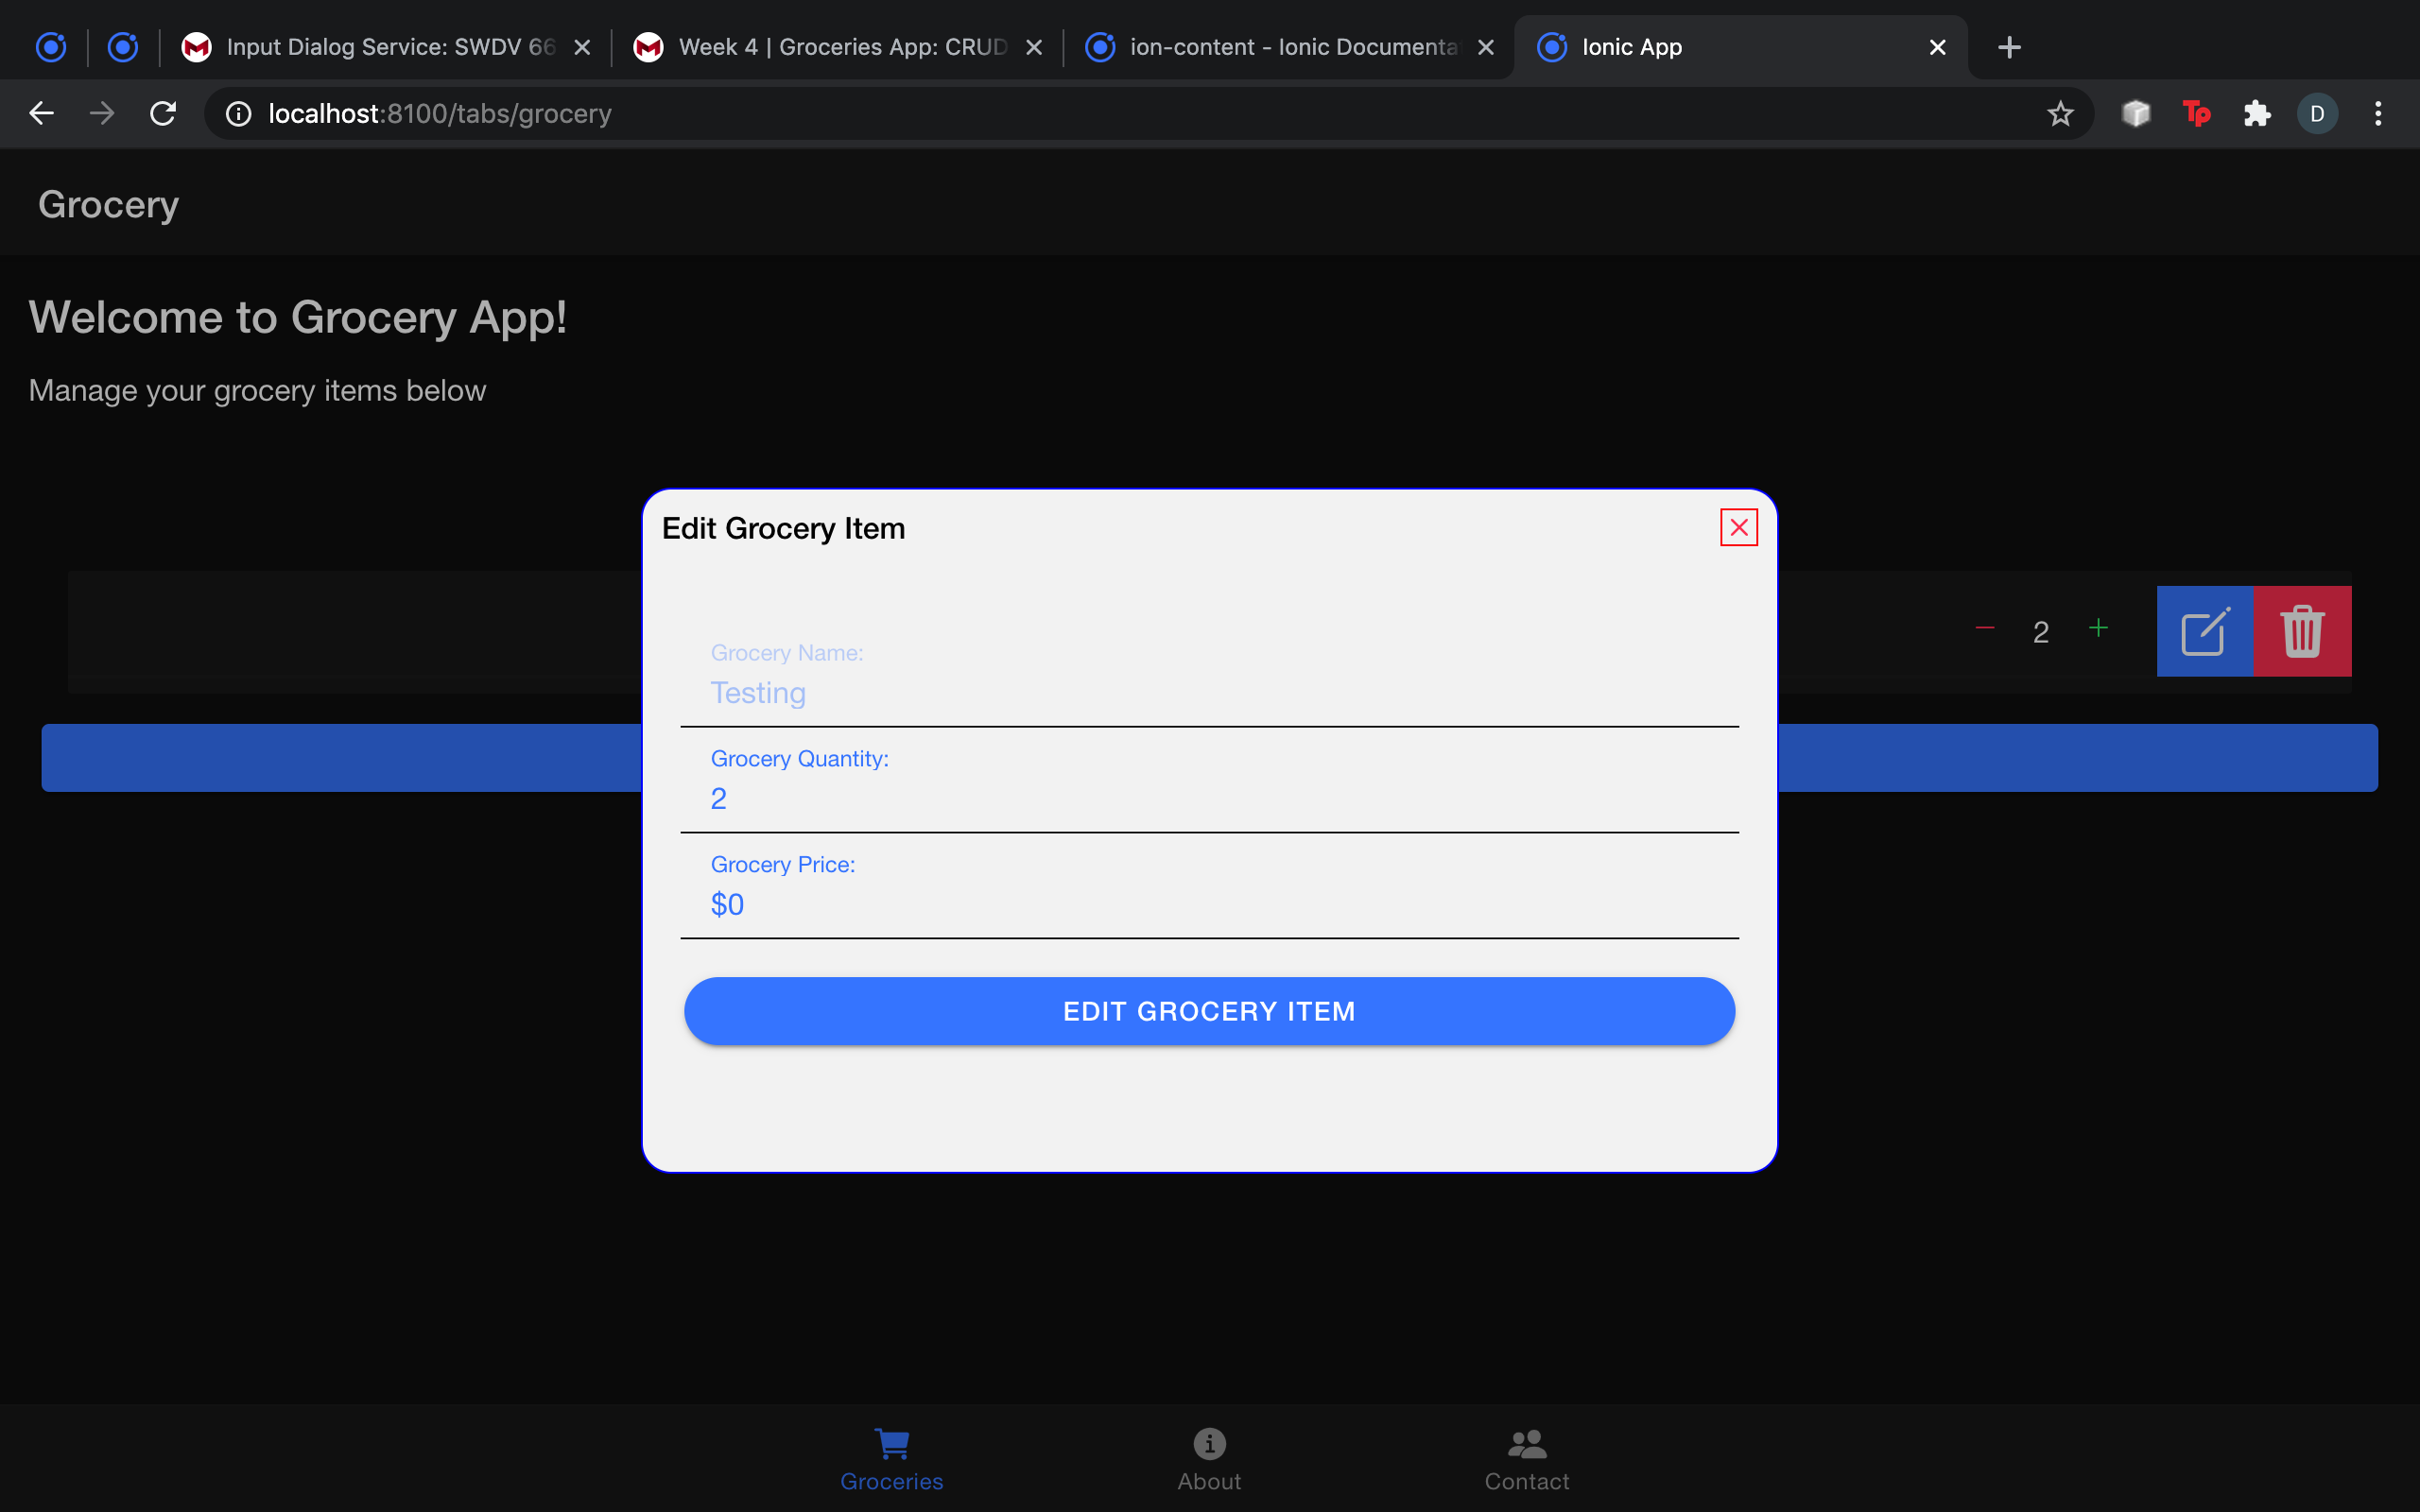 Input Dialog Service: SWDV 66
Week 4 | Groceries App: CRUD
ion-content - Ionic Documenta
Ionic App
localhost:8100/tabs/grocery
Tp
D
Grocery
Welcome to Grocery App!
Manage your grocery items below
Edit Grocery Item
Grocery Name:
Testing
2
Grocery Quantity:
2
Grocery Price:
$0
EDIT GROCERY ITEM
Groceries
About
Contact